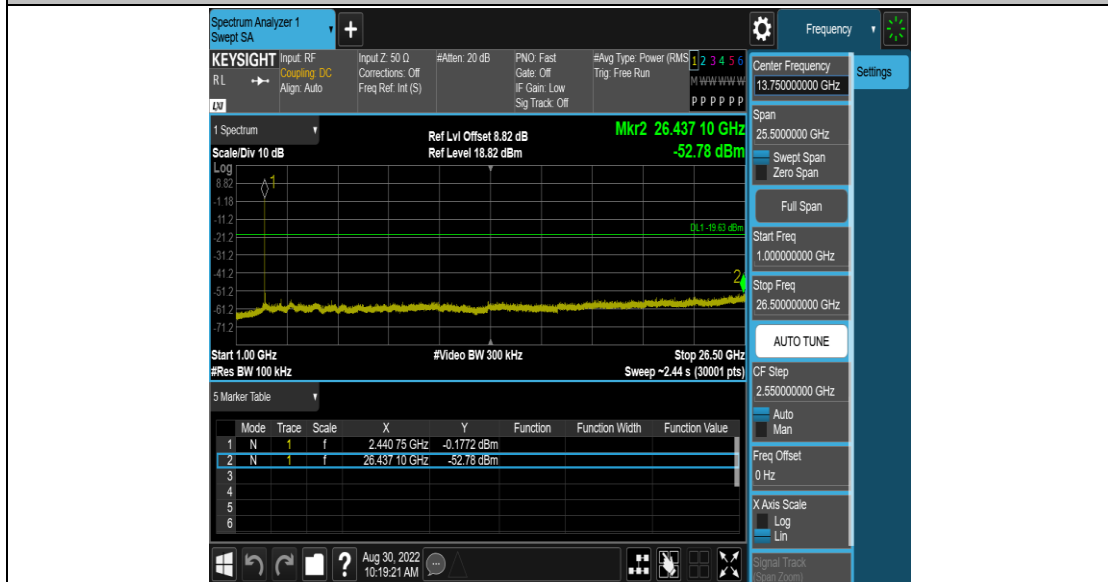 Spectrum Analyzer 1
Swept SA
+
Frequency
KEYSIGHT
RL
LXI
Input: RF
Coupling: DC
Align: Auto
Input Z: 50 Ω
Corrections: Off
Freq Ref: Int (S)
#Atten: 20 dB
PNO: Fast
Gate: Off
IF Gain: Low
Sig Track: Off
#Avg Type: Power (RMS
Trig: Free Run
1 2 3 4 5 6
M W W W W W
P P P P P P
1 Spectrum
Scale/Div 10 dB
Ref Lvl Offset 8.82 dB
Ref Level 18.82 dBm
Mkr2 26.437 10 GHz
-52.78 dBm
Log
8.82
-1.18
-11.2
-21.2
-31.2
-41.2
-51.2
-61.2
-71.2
1
DL1 -19.63 dBm
2
Start 1.00 GHz
#Res BW 100 kHz
#Video BW 300 kHz
Stop 26.50 GHz
Sweep ~2.44 s (30001 pts)
5 Marker Table
Mode Trace Scale X Y Function Function Width Function Value
1 N 1 f 2.440 75 GHz -0.1772 dBm
2 N 1 f 26.437 10 GHz -52.78 dBm
3
4
5
6
?
Aug 30, 2022
10:19:21 AM
Center Frequency
13.750000000 GHz
Settings
Span
25.5000000 GHz
Swept Span
Zero Span
Full Span
Start Freq
1.000000000 GHz
Stop Freq
26.500000000 GHz
AUTO TUNE
CF Step
2.550000000 GHz
Auto
Man
Freq Offset
0 Hz
X Axis Scale
Log
Lin
Signal Track
(Span Zoom)